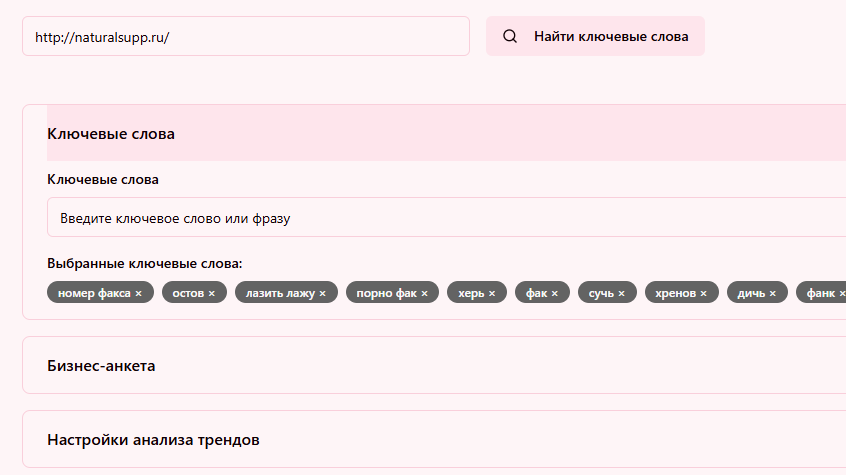 http://naturalsupp.ru/
Найти ключевые слова
Ключевые слова
Ключевые слова
Введите ключевое слово или фразу
Выбранные ключевые слова:
номер факса × остов × лазить лажу × порно фак × херь × фак × сучь × хренов × дичь × фанк ×
Бизнес-анкета
Настройки анализа трендов